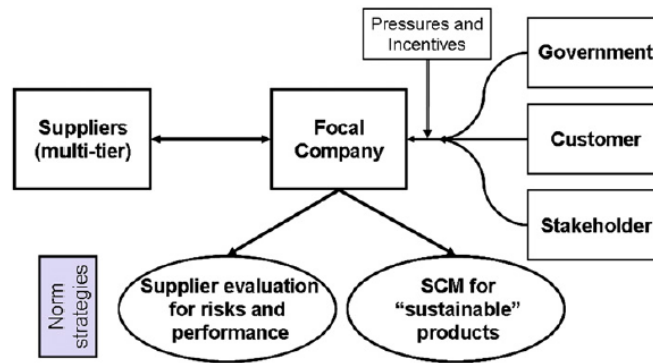 Pressures and
Incentives
Government
Suppliers
(multi-tier)
Focal
Company
Customer
Stakeholder
Norm
strategies
Supplier evaluation
for risks and
performance
SCM for
“sustainable”
products